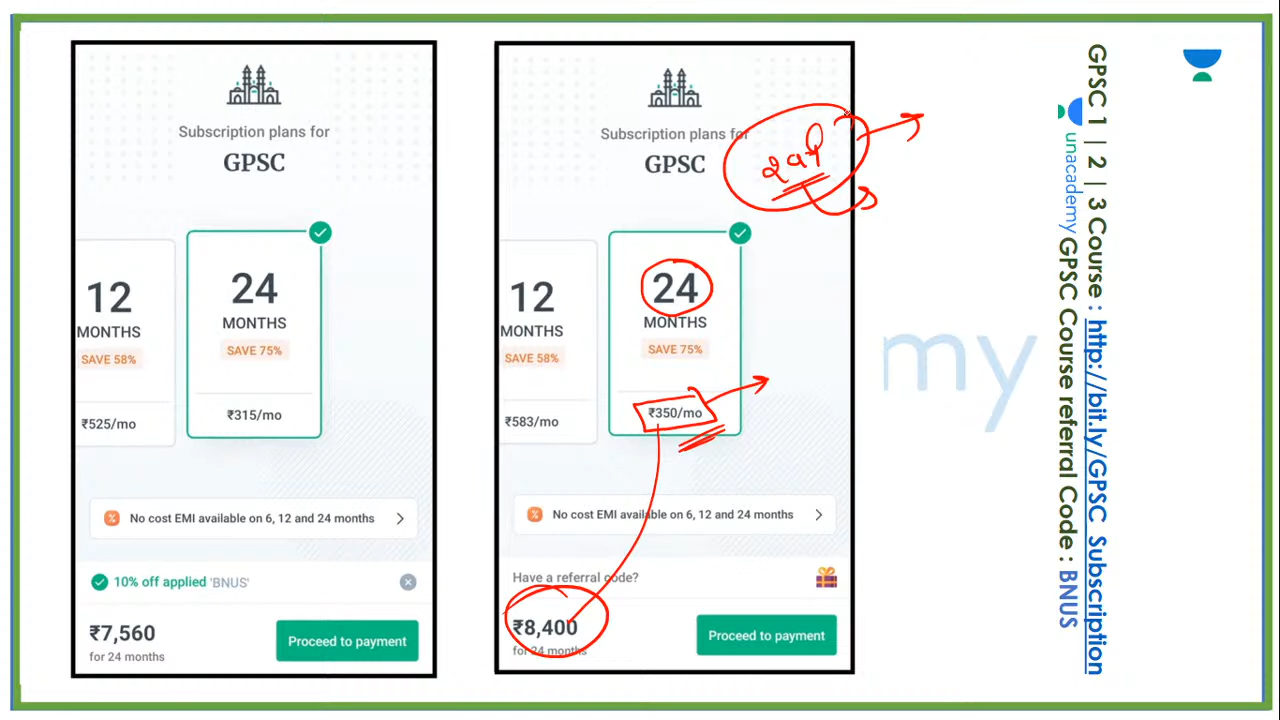 Subscription plans for
GPSC
12
MONTHS
SAVE 58%
₹525/mo
24
MONTHS
SAVE 75%
₹315/mo
No cost EMI available on 6, 12 and 24 months
10% off applied 'BNUS'
₹7,560
for 24 months
Proceed to payment
Subscription plans for
GPSC
12
MONTHS
SAVE 58%
₹583/mo
24
MONTHS
SAVE 75%
₹350/mo
No cost EMI available on 6, 12 and 24 months
Have a referral code?
₹8,400
for 24 months
Proceed to payment
my
GPSC 1 | 2 | 3 Course : http://bit.ly/GPSC Subscription
unacademy GPSC Course referral Code : BNUS